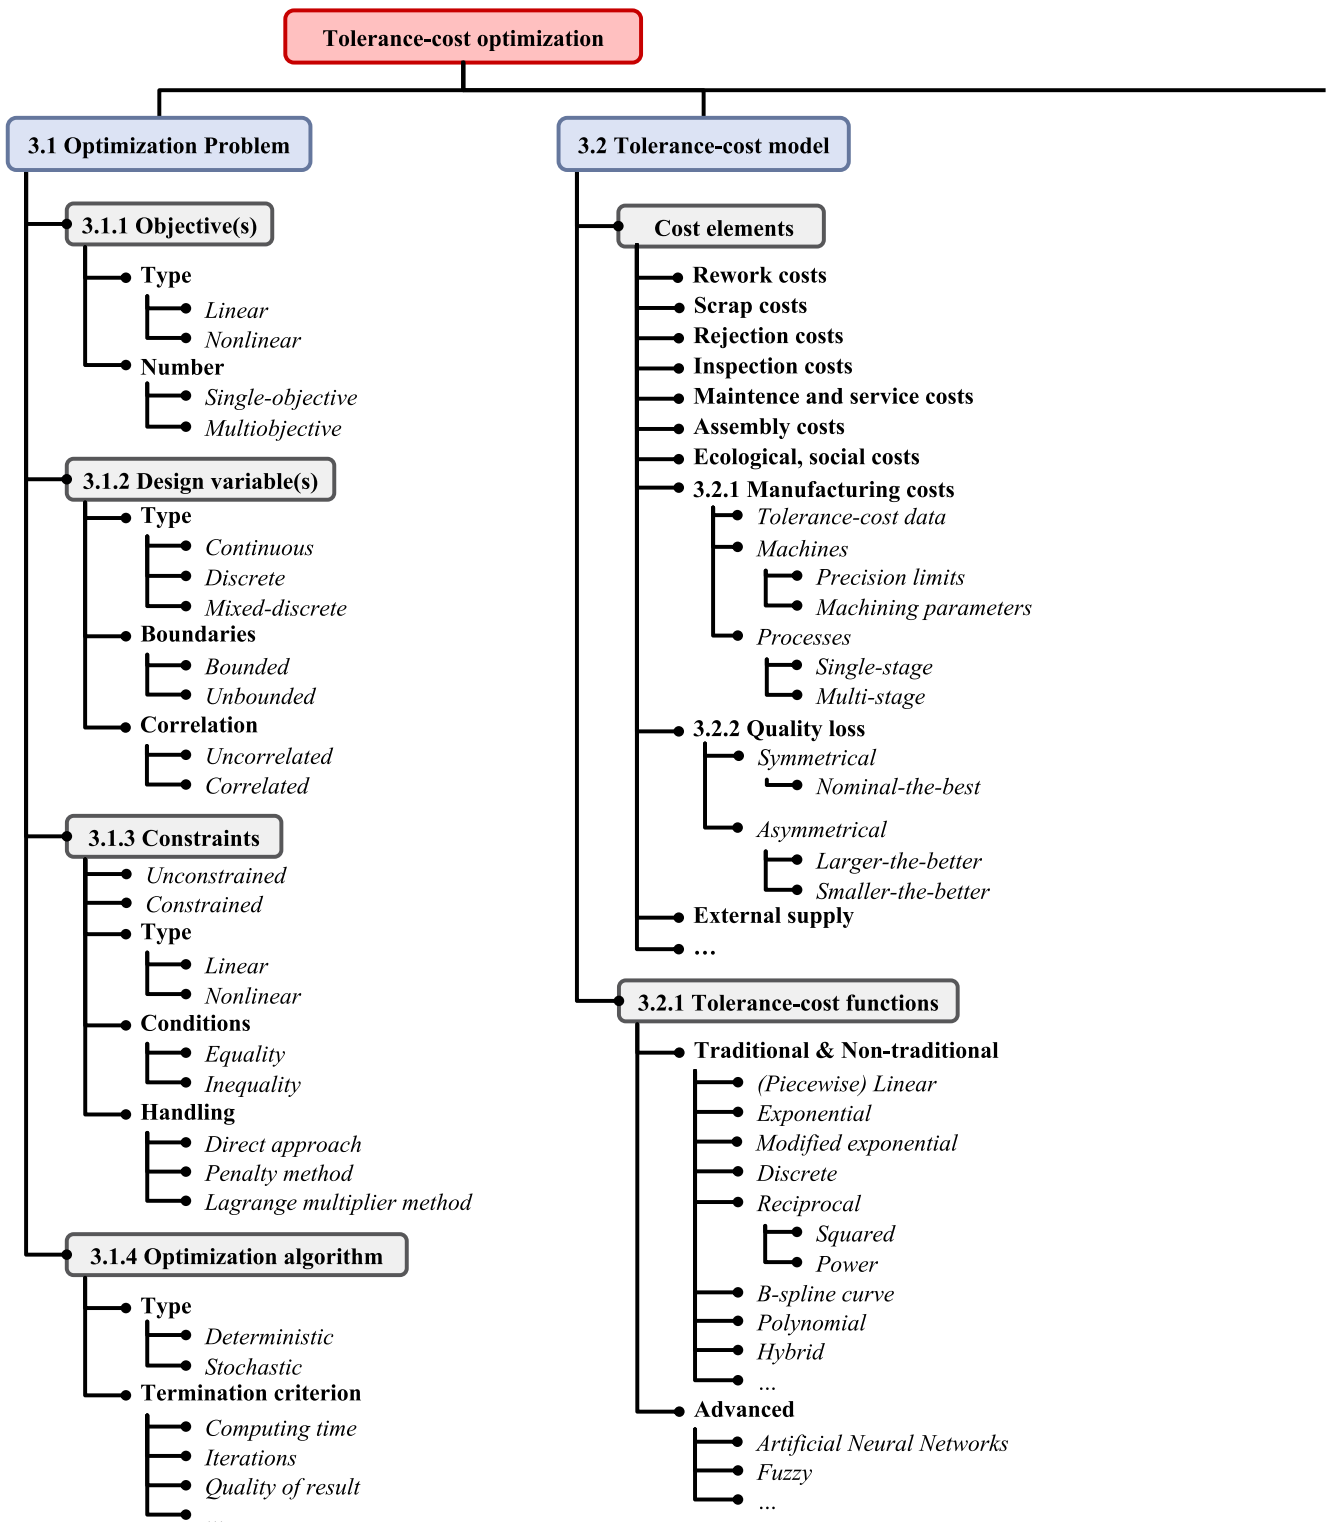 Tolerance-cost optimization
3.1 Optimization Problem
3.1.1 Objective(s)
Type
Linear
Nonlinear
Number
Single-objective
Multiobjective
3.1.2 Design variable(s)
Type
Continuous
Discrete
Mixed-discrete
Boundaries
Bounded
Unbounded
Correlation
Uncorrelated
Correlated
3.1.3 Constraints
Unconstrained
Constrained
Type
Linear
Nonlinear
Conditions
Equality
Inequality
Handling
Direct approach
Penalty method
Lagrange multiplier method
3.1.4 Optimization algorithm
Type
Deterministic
Stochastic
Termination criterion
Computing time
Iterations
Quality of result
...
3.2 Tolerance-cost model
Cost elements
Rework costs
Scrap costs
Rejection costs
Inspection costs
Maintence and service costs
Assembly costs
Ecological, social costs
3.2.1 Manufacturing costs
Tolerance-cost data
Machines
Precision limits
Machining parameters
Processes
Single-stage
Multi-stage
3.2.2 Quality loss
Symmetrical
Nominal-the-best
Asymmetrical
Larger-the-better
Smaller-the-better
External supply
...
3.2.1 Tolerance-cost functions
Traditional & Non-traditional
(Piecewise) Linear
Exponential
Modified exponential
Discrete
Reciprocal
Squared
Power
B-spline curve
Polynomial
Hybrid
...
Advanced
Artificial Neural Networks
Fuzzy
...